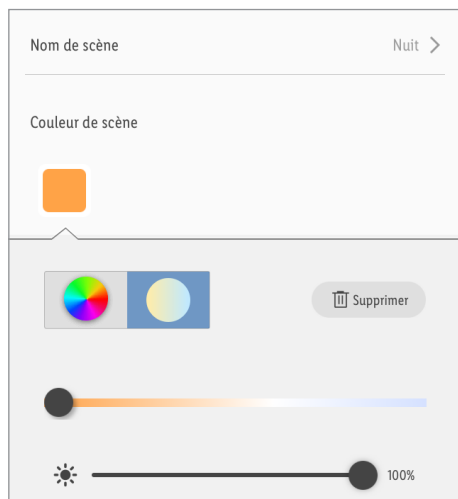 Nom de scène
Nuit
Couleur de scène
Supprimer
100%